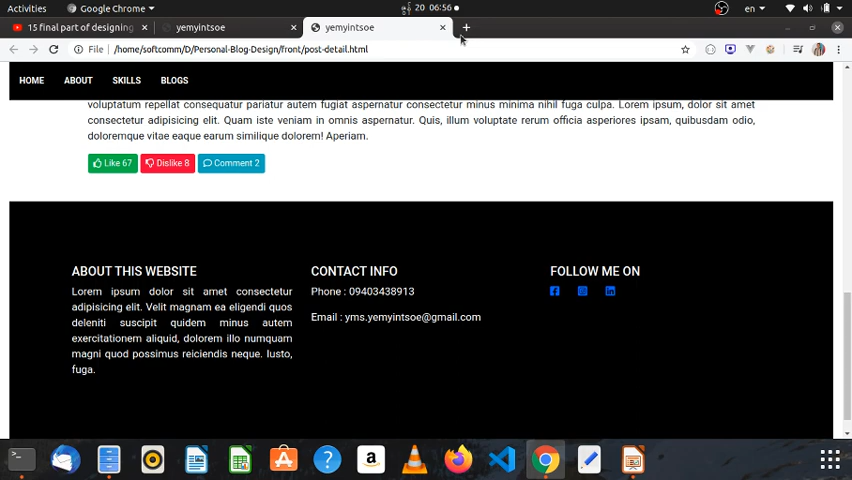 Activities Google Chrome ▾ 20 06:56 en
15 final part of designing
yemyintsoe
yemyintsoe
File /home/softcomm/D/Personal-Blog-Design/front/post-detail.html
HOME ABOUT SKILLS BLOGS
voluptatum repellat consequatur pariatur autem fugiat aspernatur consectetur minus minima nihil fuga culpa. Lorem ipsum, dolor sit amet
consectetur adipisicing elit. Quam iste veniam in omnis magni voluptatum. Quis, illum voluptate rerum officia asperiores ipsam, quibusdam odio,
doloremque vitae eaque earum similique dolorem! Aperiam.
Like 67 Dislike 8 Comment 2
ABOUT THIS WEBSITE
Lorem ipsum dolor sit amet consectetur
adipisicing elit. Velit magnam ea eligendi quos
deleniti suscipit quidem minus autem
exercitationem aliquid, dolorem illo numquam
magni quod possimus reiciendis neque. Iusto,
fuga.
CONTACT INFO
Phone : 09403438913
Email : yms.yemyintsoe@gmail.com
FOLLOW ME ON